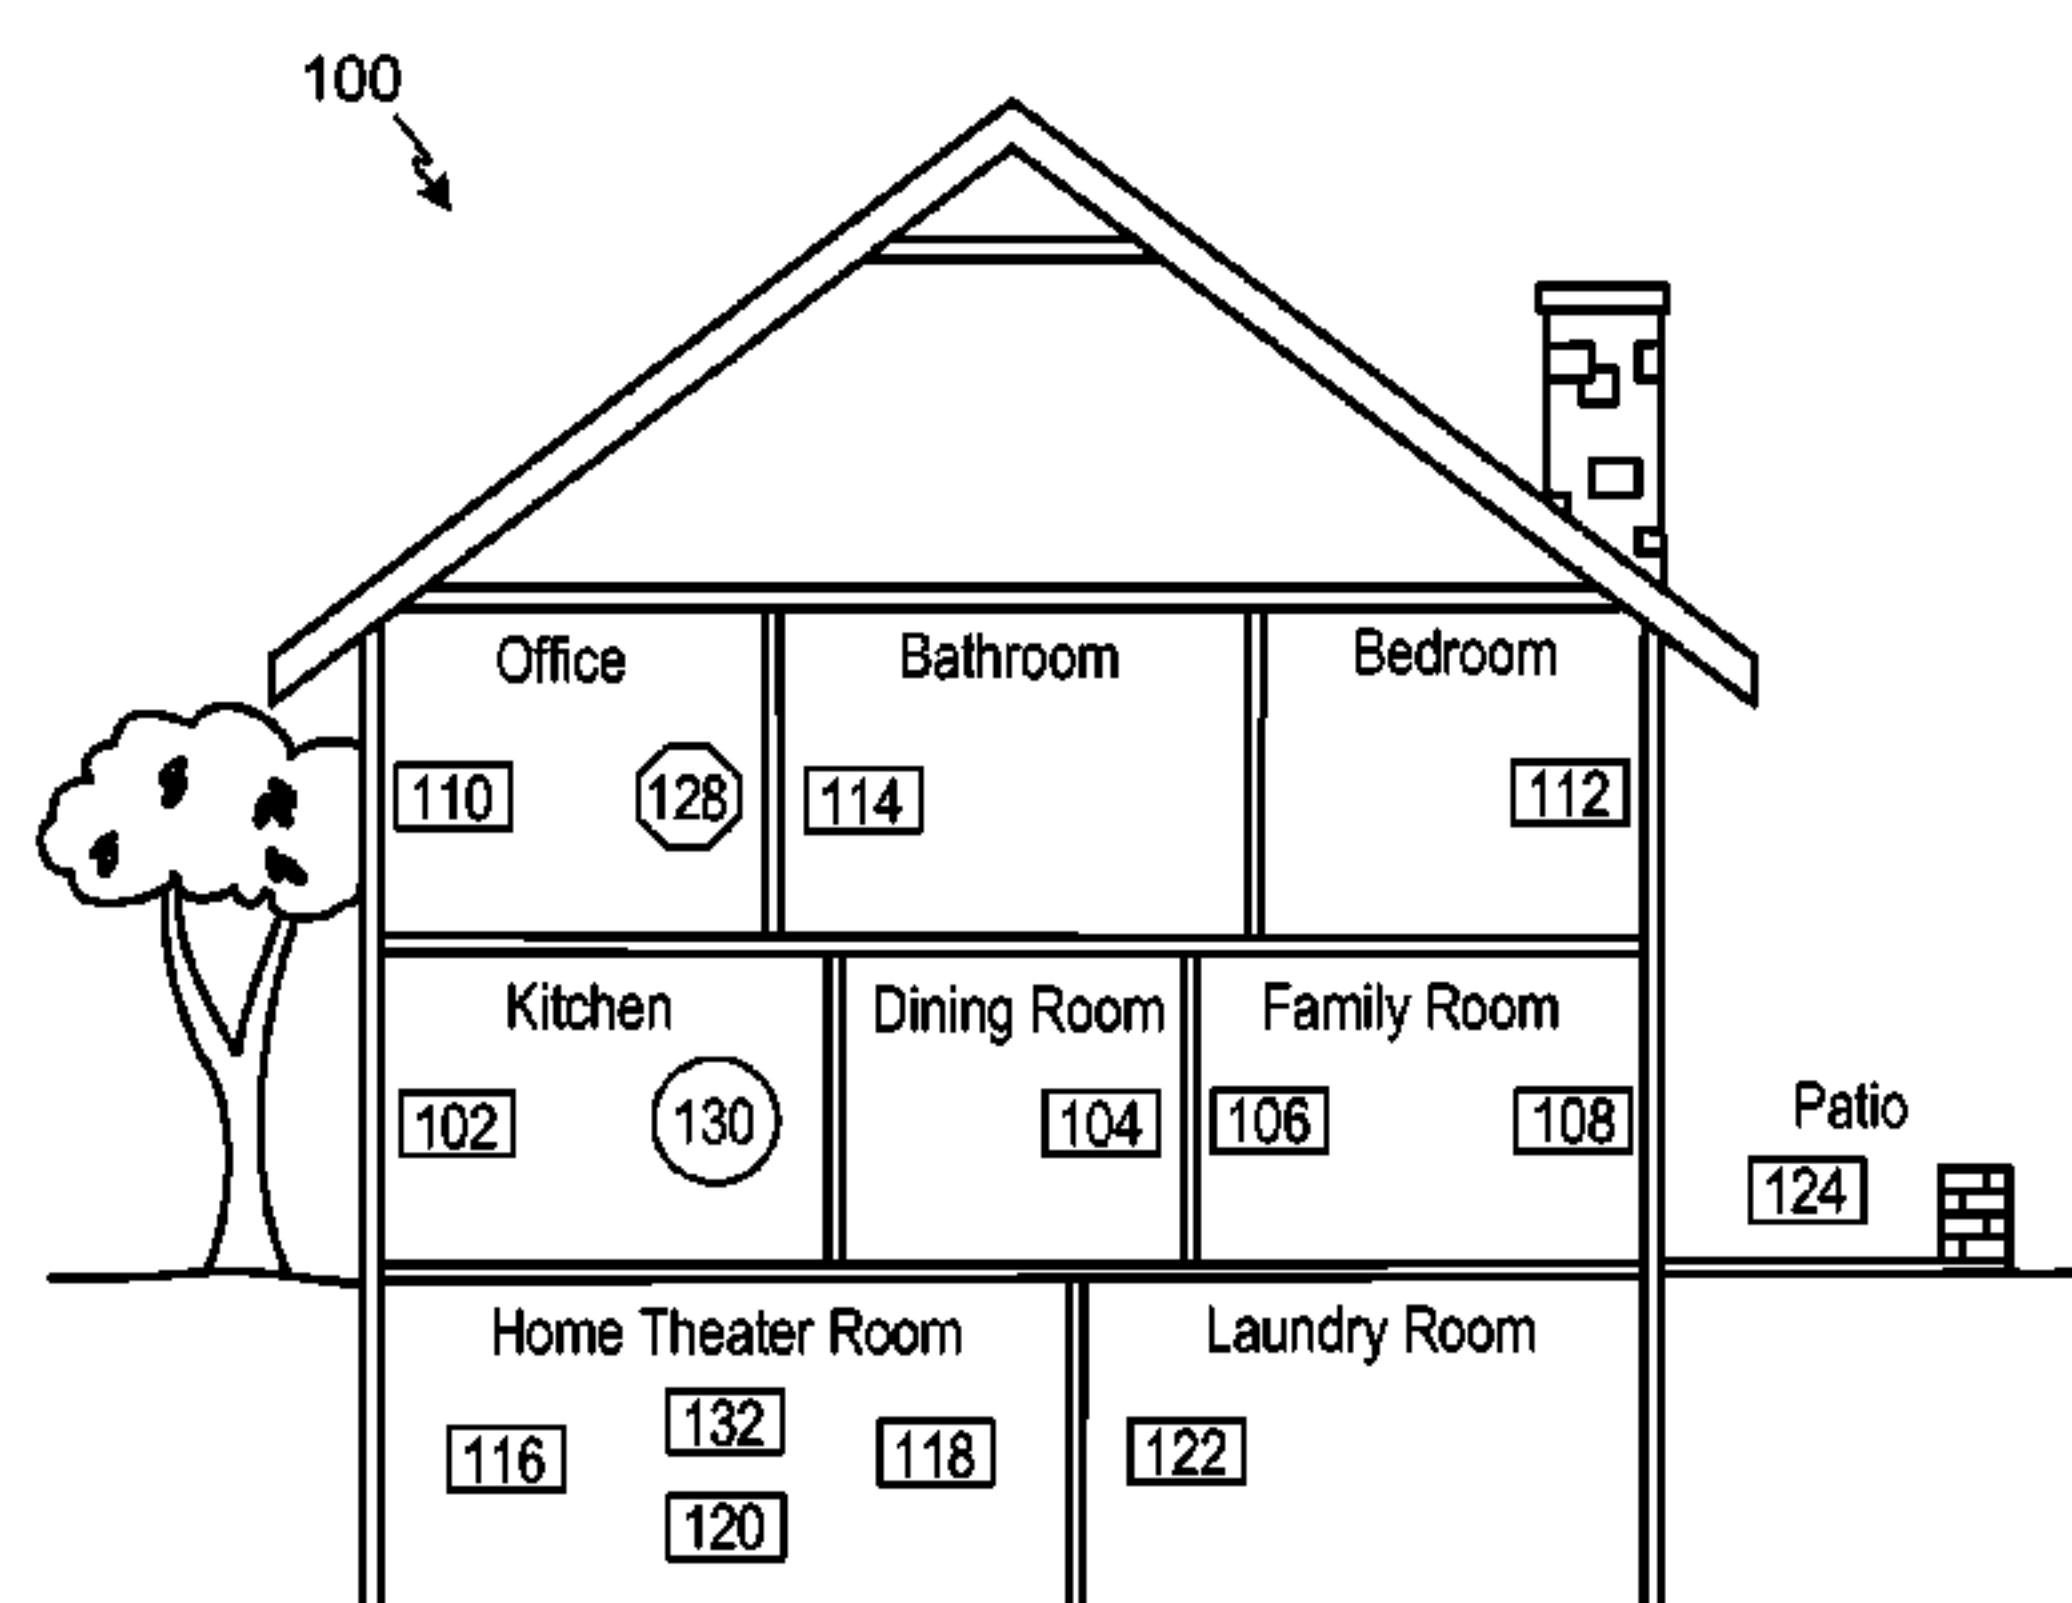 100
Office
Bathroom
Bedroom
110
128
114
112
Kitchen
Dining Room
Family Room
102
130
104
106
108
Patio
124
Home Theater Room
Laundry Room
116
132
118
122
120